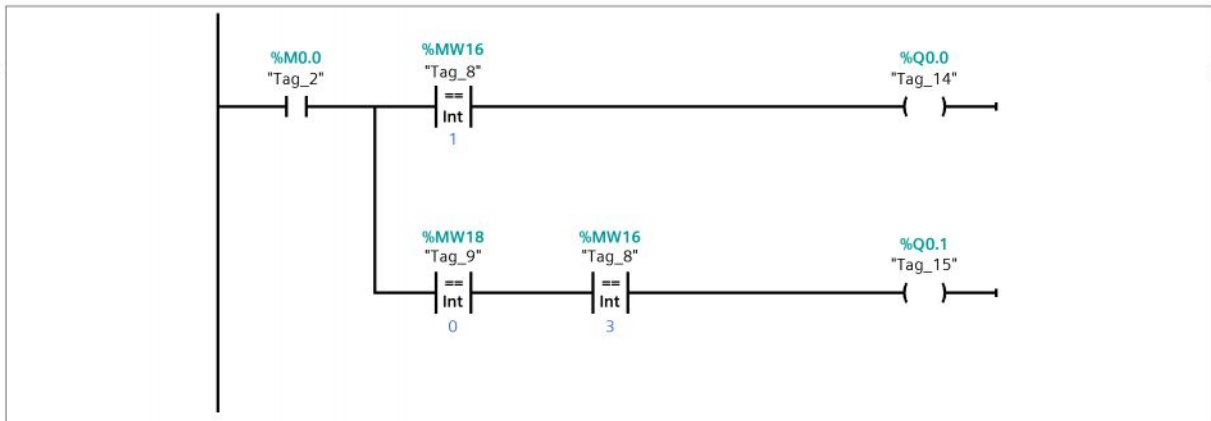 %M0.0
"Tag_2"
%MW16
"Tag_8"
==
Int
1
%Q0.0
"Tag_14"
%MW18
"Tag_9"
==
Int
0
%MW16
"Tag_8"
==
Int
3
%Q0.1
"Tag_15"